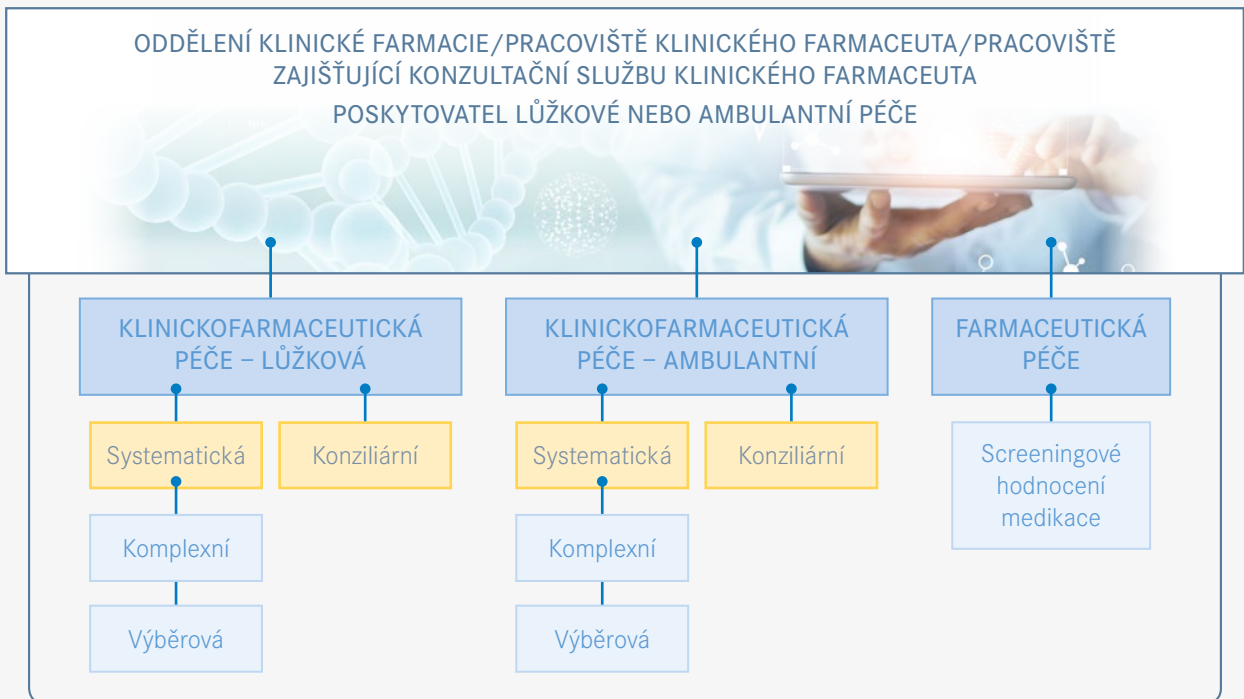 ODDĚLENÍ KLINICKÉ FARMACIE/PRACOVIŠTĚ KLINICKÉHO FARMACEUTA/PRACOVIŠTĚ
ZAJIŠŤUJÍCÍ KONZULTAČNÍ SLUŽBU KLINICKÉHO FARMACEUTA
POSKYTOVATEL LŮŽKOVÉ NEBO AMBULANTNÍ PÉČE
KLINICKOFARMACEUTICKÁ
PÉČE – LŮŽKOVÁ
Systematická
Konziliární
Komplexní
Výběrová
KLINICKOFARMACEUTICKÁ
PÉČE – AMBULANTNÍ
Systematická
Konziliární
Komplexní
Výběrová
FARMACEUTICKÁ
PÉČE
Screeningové
hodnocení
medikace